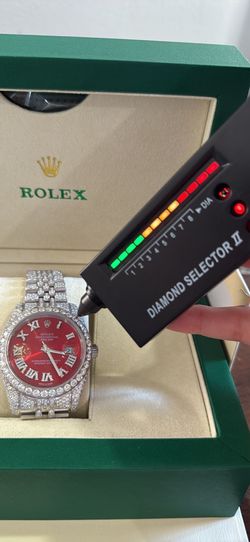 ROLEX
1 2 3 4 5 6 7 8 ▶DIA
DIAMOND SELECTOR II